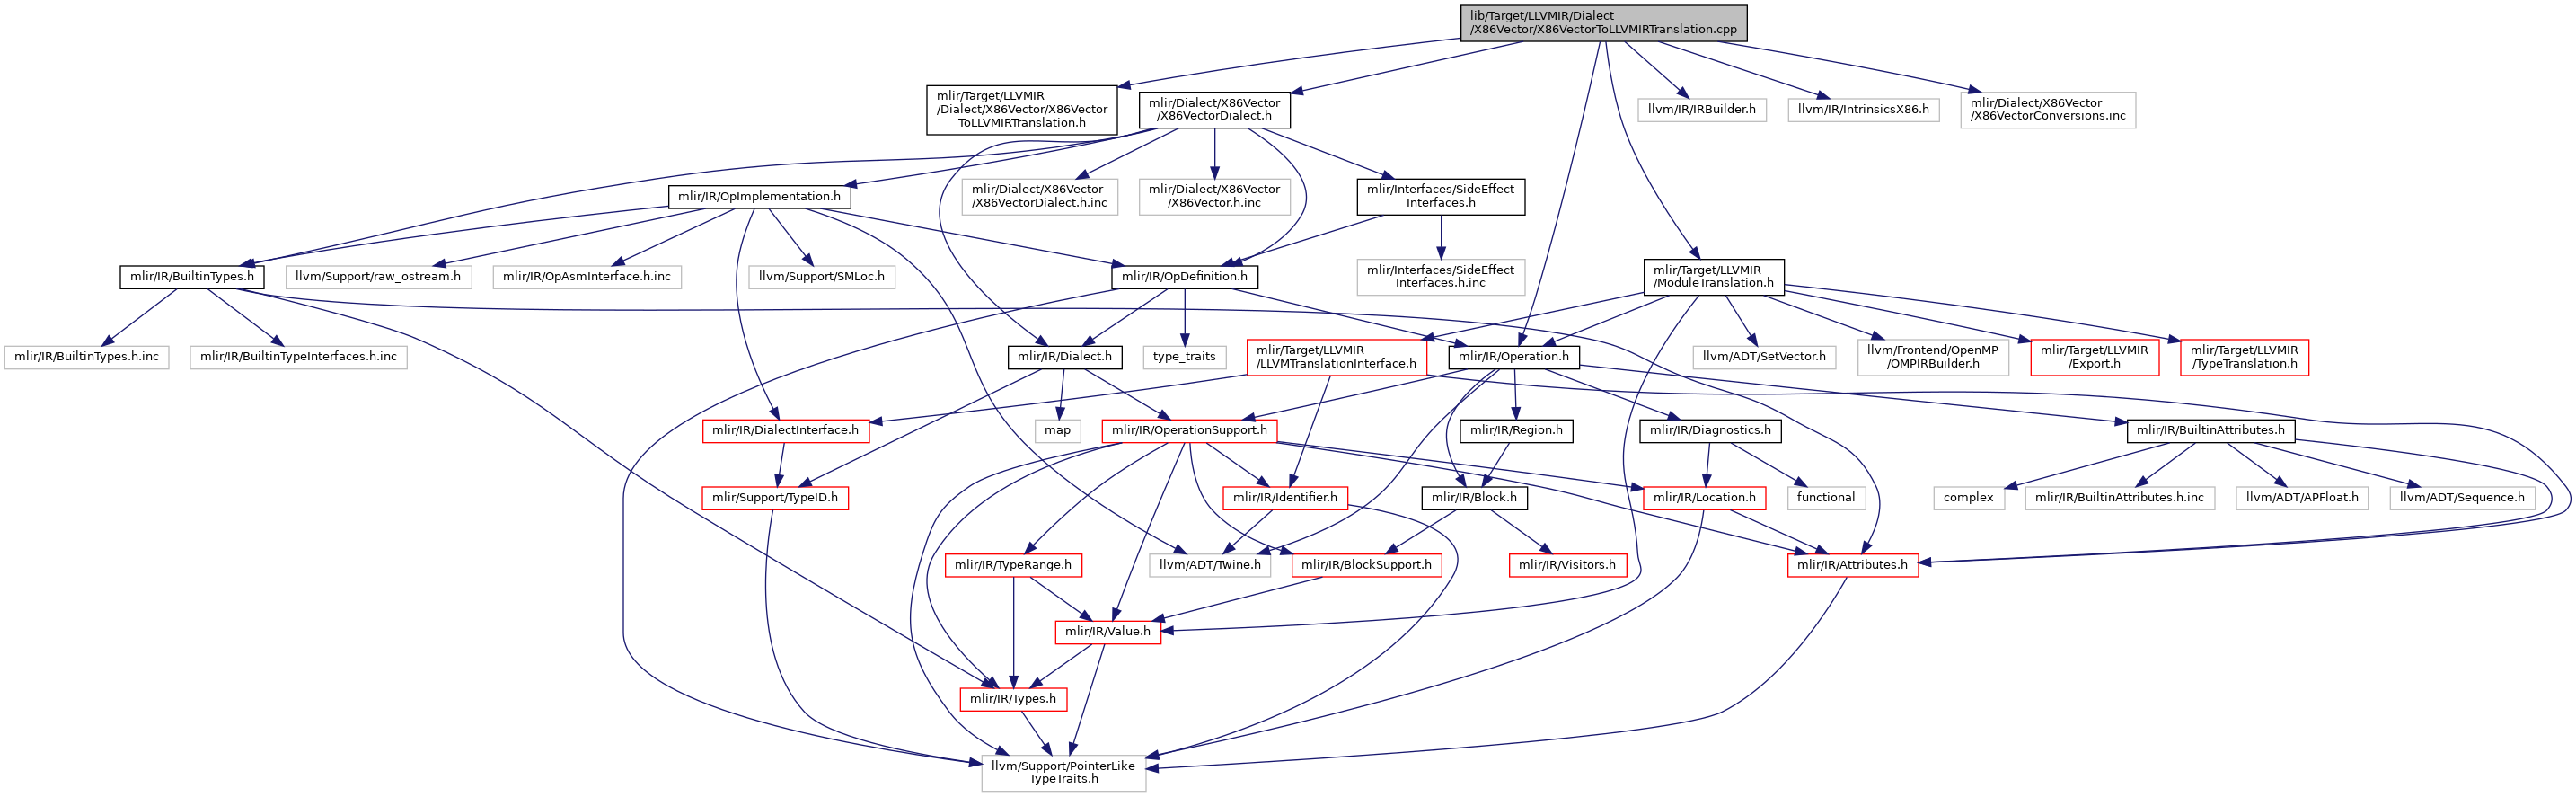 lib/Target/LLVMIR/Dialect
/X86Vector/X86VectorToLLVMIRTranslation.cpp
mlir/Target/LLVMIR
/Dialect/X86Vector/X86Vector
ToLLVMIRTranslation.h
mlir/Dialect/X86Vector
/X86VectorDialect.h
llvm/IR/IRBuilder.h
llvm/IR/IntrinsicsX86.h
mlir/Dialect/X86Vector
/X86VectorConversions.inc
mlir/IR/OpImplementation.h
mlir/Dialect/X86Vector
/X86VectorDialect.h.inc
mlir/Dialect/X86Vector
/X86Vector.h.inc
mlir/Interfaces/SideEffect
Interfaces.h
mlir/IR/BuiltinTypes.h
llvm/Support/raw_ostream.h
mlir/IR/OpAsmInterface.h.inc
llvm/Support/SMLoc.h
mlir/IR/OpDefinition.h
mlir/Interfaces/SideEffect
Interfaces.h.inc
mlir/Target/LLVMIR
/ModuleTranslation.h
mlir/IR/BuiltinTypes.h.inc
mlir/IR/BuiltinTypeInterfaces.h.inc
mlir/IR/Dialect.h
type_traits
mlir/Target/LLVMIR
/LLVMTranslationInterface.h
mlir/IR/Operation.h
llvm/ADT/SetVector.h
llvm/Frontend/OpenMP
/OMPIRBuilder.h
mlir/Target/LLVMIR
/Export.h
mlir/Target/LLVMIR
/TypeTranslation.h
mlir/IR/DialectInterface.h
map
mlir/IR/OperationSupport.h
mlir/IR/Region.h
mlir/IR/Diagnostics.h
mlir/IR/BuiltinAttributes.h
mlir/Support/TypeID.h
mlir/IR/Identifier.h
mlir/IR/Block.h
mlir/IR/Location.h
functional
complex
mlir/IR/BuiltinAttributes.h.inc
llvm/ADT/APFloat.h
llvm/ADT/Sequence.h
mlir/IR/TypeRange.h
llvm/ADT/Twine.h
mlir/IR/BlockSupport.h
mlir/IR/Visitors.h
mlir/IR/Attributes.h
mlir/IR/Value.h
mlir/IR/Types.h
llvm/Support/PointerLike
TypeTraits.h